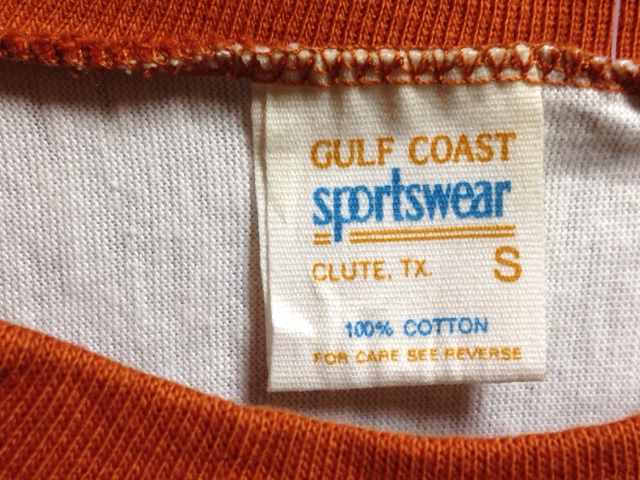 GULF COAST
sportswear
CLUTE, TX. S
100% COTTON
FOR CARE SEE REVERSE